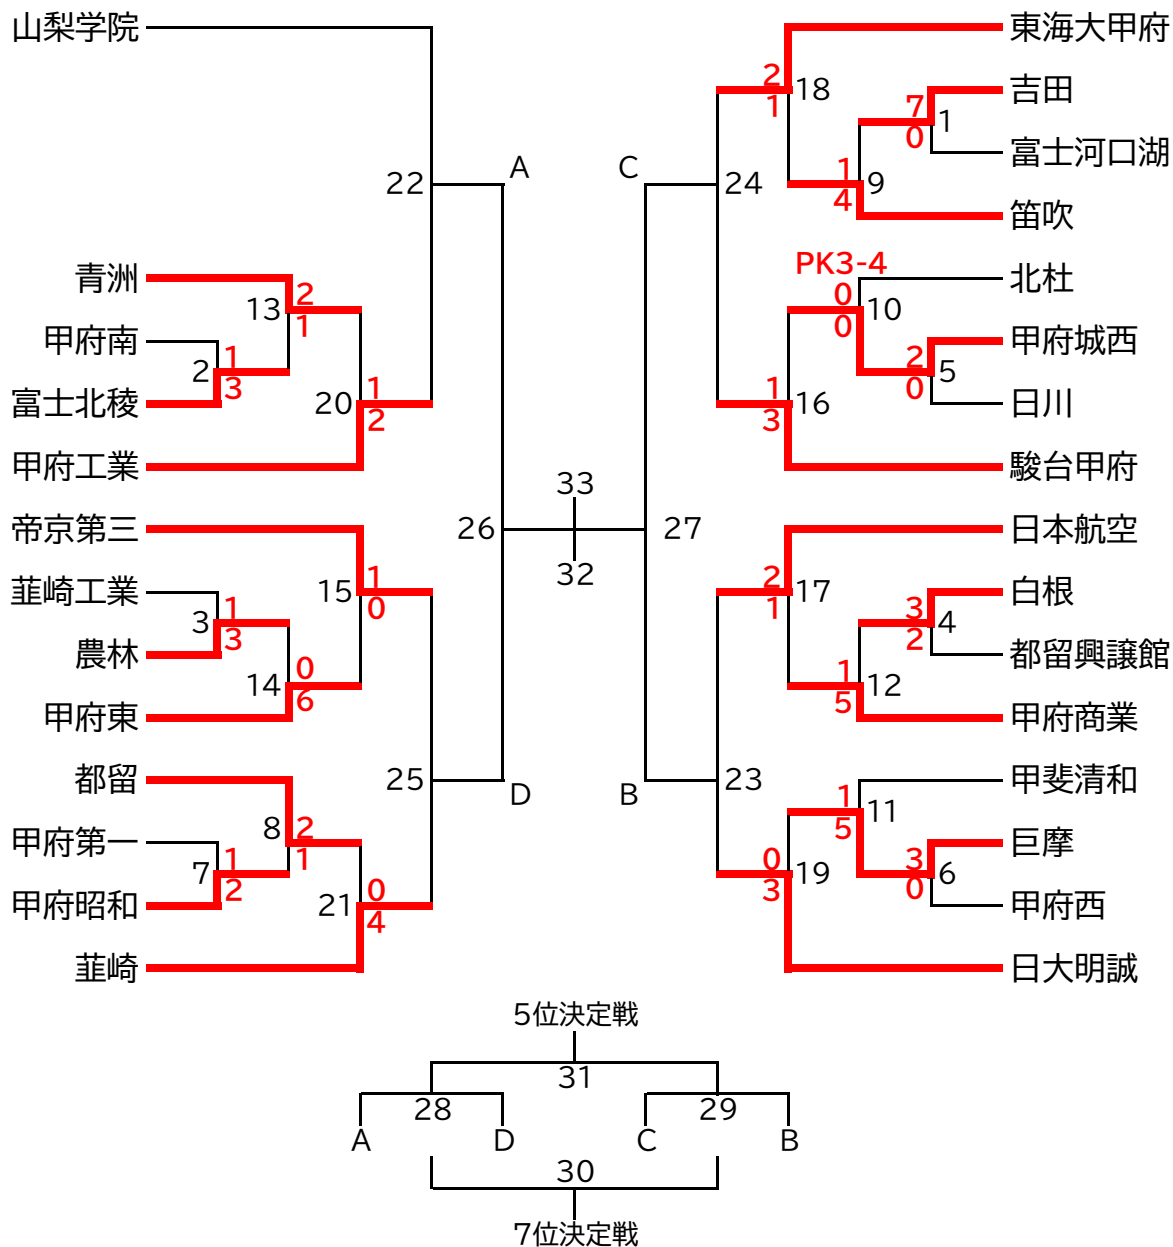 山梨学院
東海大甲府
2
18
1
吉田
7
1
0
富士河口湖
A
C
22
24
1
9
4
笛吹
PK3-4
青洲
北杜
2
13
1
0
10
0
甲府南
甲府城西
1
2
3
2
5
0
富士北稜
日川
1
20
2
1
16
3
甲府工業
駿台甲府
33
帝京第三
26
27
日本航空
32
韮崎工業
1
15
0
2
17
1
白根
1
3
3
3
4
2
農林
都留興譲館
0
14
6
1
12
5
甲府東
甲府商業
都留
25
23
甲斐清和
D
B
1
11
5
甲府第一
2
8
1
巨摩
1
7
2
0
19
3
3
6
0
甲府昭和
0
21
4
甲府西
韮崎
日大明誠
5位決定戦
31
28
29
A
D
C
B
30
7位決定戦